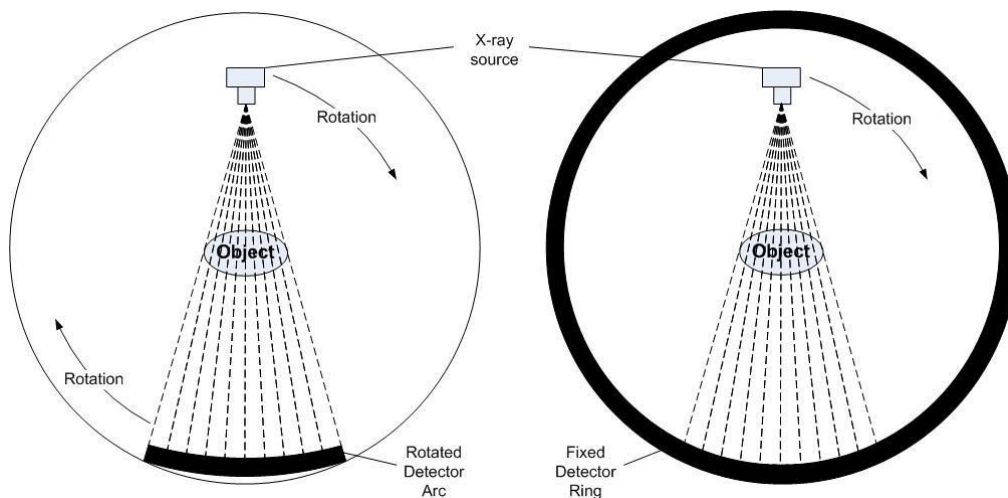 X-ray
source
Rotation
Rotation
Object
Object
Rotation
Rotated
Detector
Arc
Fixed
Detector
Ring